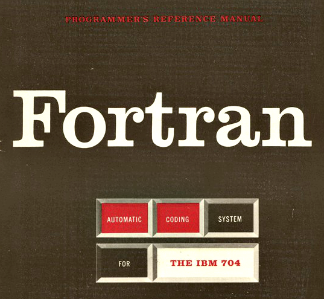 PROGRAMMER'S REFERENCE MANUAL
Fortran
AUTOMATIC CODING SYSTEM
FOR THE IBM 704